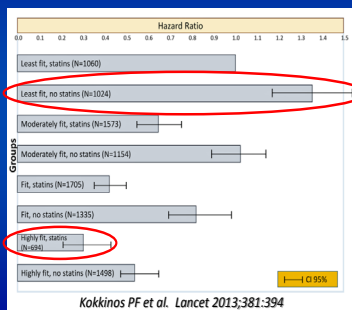 Hazard Ratio
0.0 0.1 0.2 0.3 0.4 0.5 0.6 0.7 0.8 0.9 1.0 1.1 1.2 1.3 1.4 1.5
Groups
Least fit, statins (N=1060)
Least fit, no statins (N=1024)
Moderately fit, statins (N=1573)
Moderately fit, no statins (N=1154)
Fit, statins (N=1705)
Fit, no statins (N=1335)
Highly fit, statins
(N=694)
Highly fit, no statins (N=1498)
CI 95%
Kokkinos PF et al. Lancet 2013;381:394